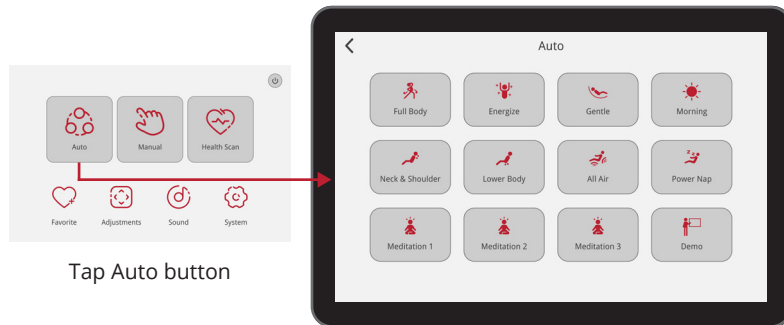 Auto
Manual
Health Scan
Favorite
Adjustments
Sound
System
Tap Auto button
Auto
Full Body
Energize
Gentle
Morning
Neck & Shoulder
Lower Body
All Air
Power Nap
Meditation 1
Meditation 2
Meditation 3
Demo